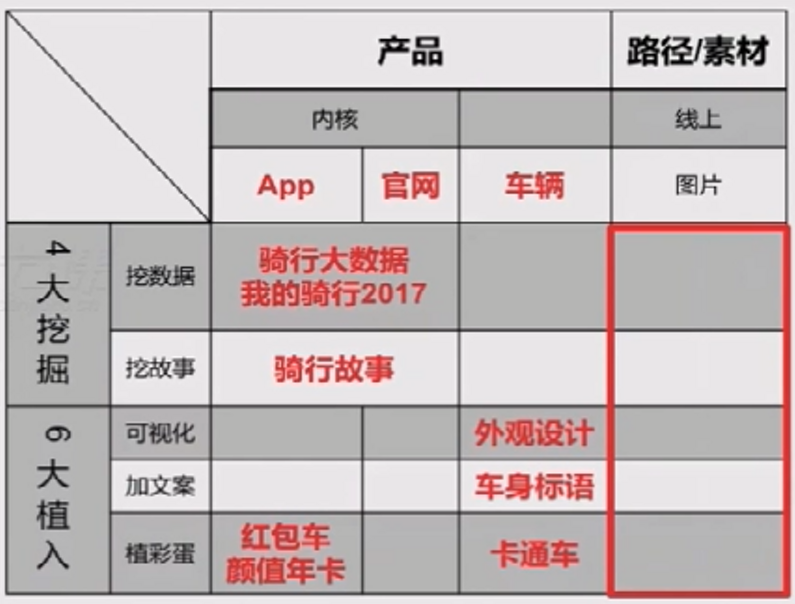 产品
路径/素材
内核
线上
App
官网
车辆
图片
4大挖掘
挖数据
骑行大数据
我的骑行2017
挖故事
骑行故事
6大植入
可视化
外观设计
加文案
车身标语
植彩蛋
红包车
颜值年卡
卡通车